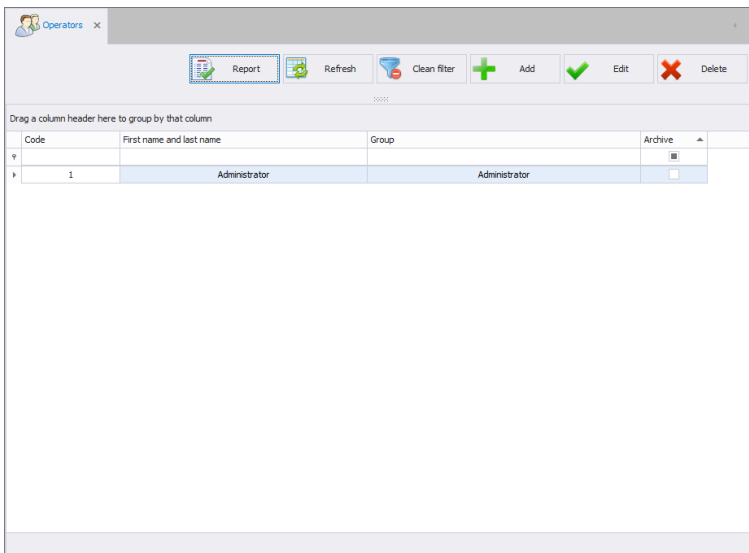 Operators
Report Refresh Clean filter Add Edit Delete
Drag a column header here to group by that column
Code First name and last name Group Archive
1 Administrator Administrator